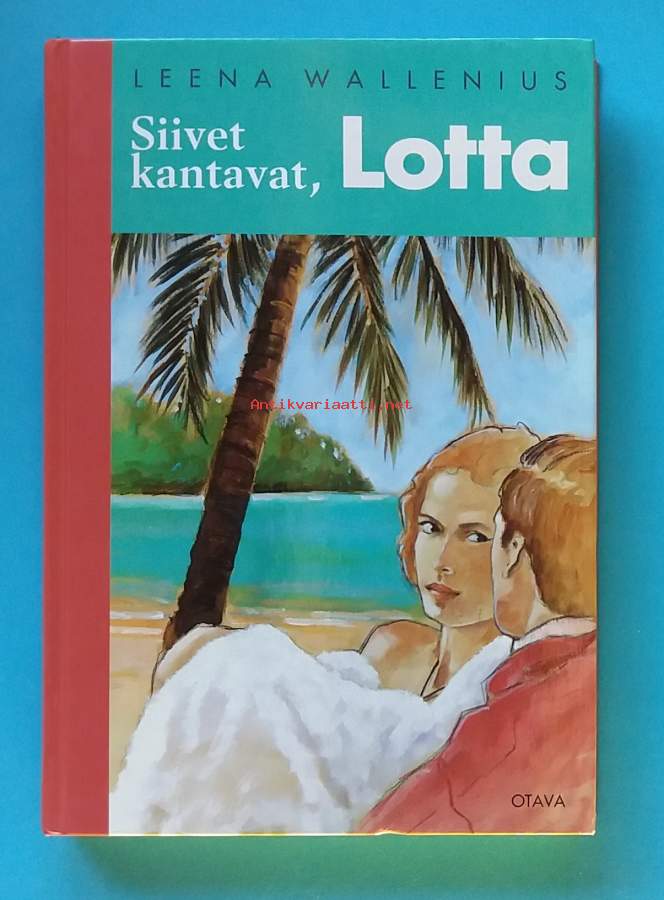 LEENA WALLENIUS
Siivet
kantavat, Lotta
Antikvariaatti.net
OTAVA